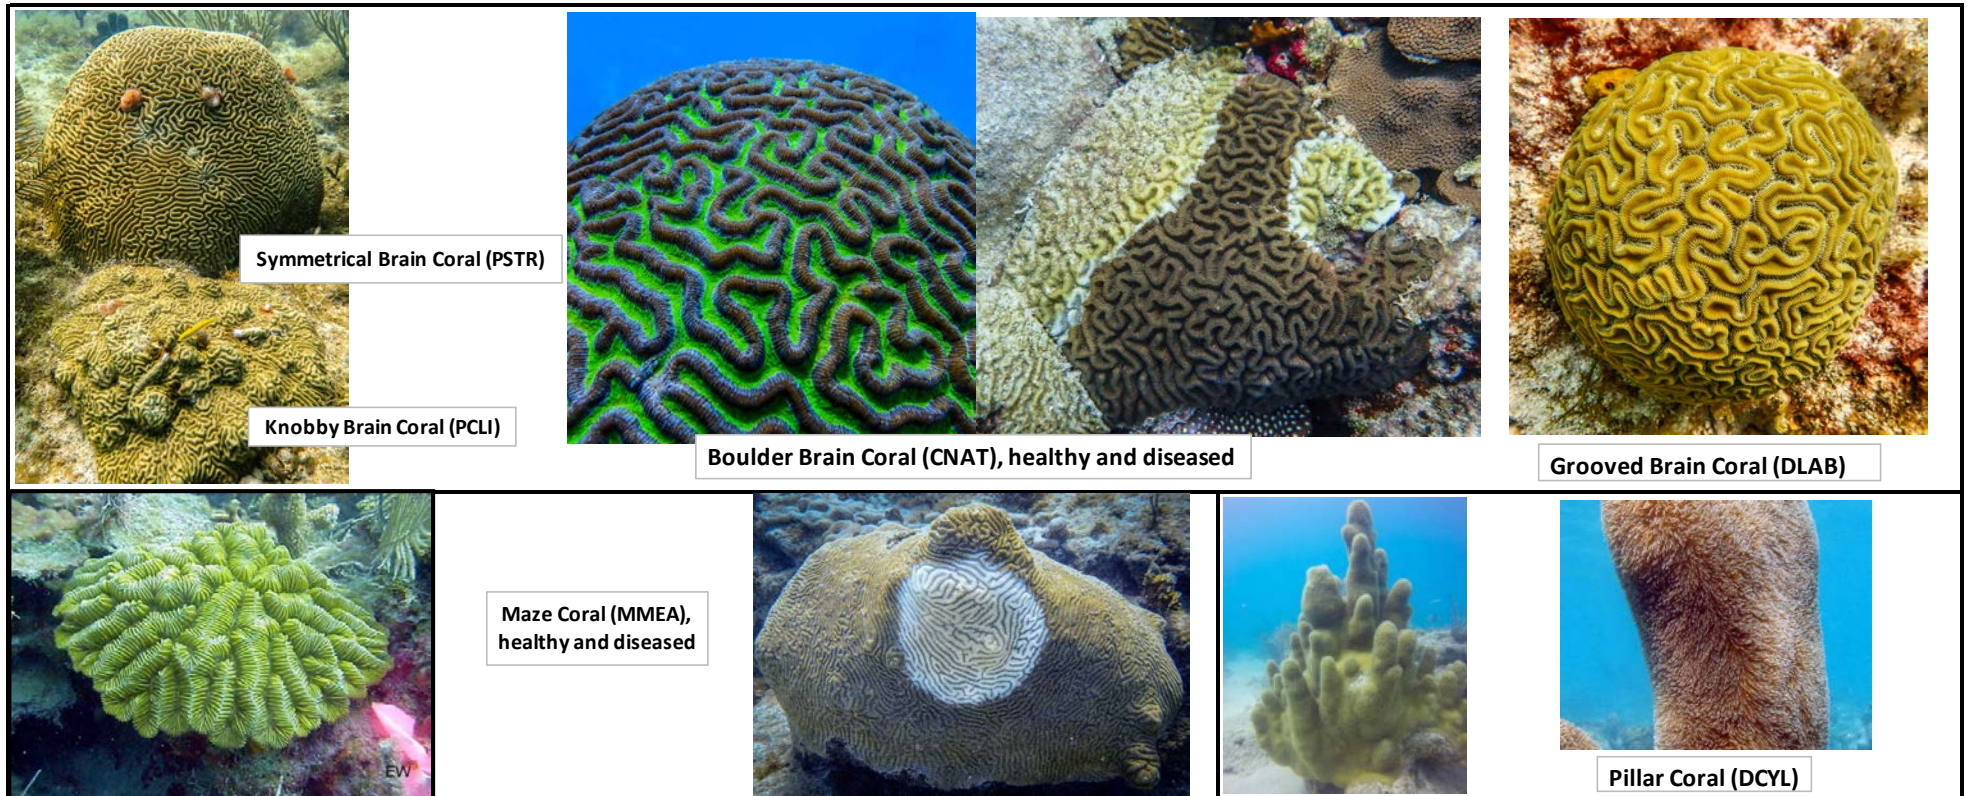 Symmetrical Brain Coral (PSTR)
Knobby Brain Coral (PCLI)
Boulder Brain Coral (CNAT), healthy and diseased
Grooved Brain Coral (DLAB)
Maze Coral (MMEA),
healthy and diseased
EW
Pillar Coral (DCYL)